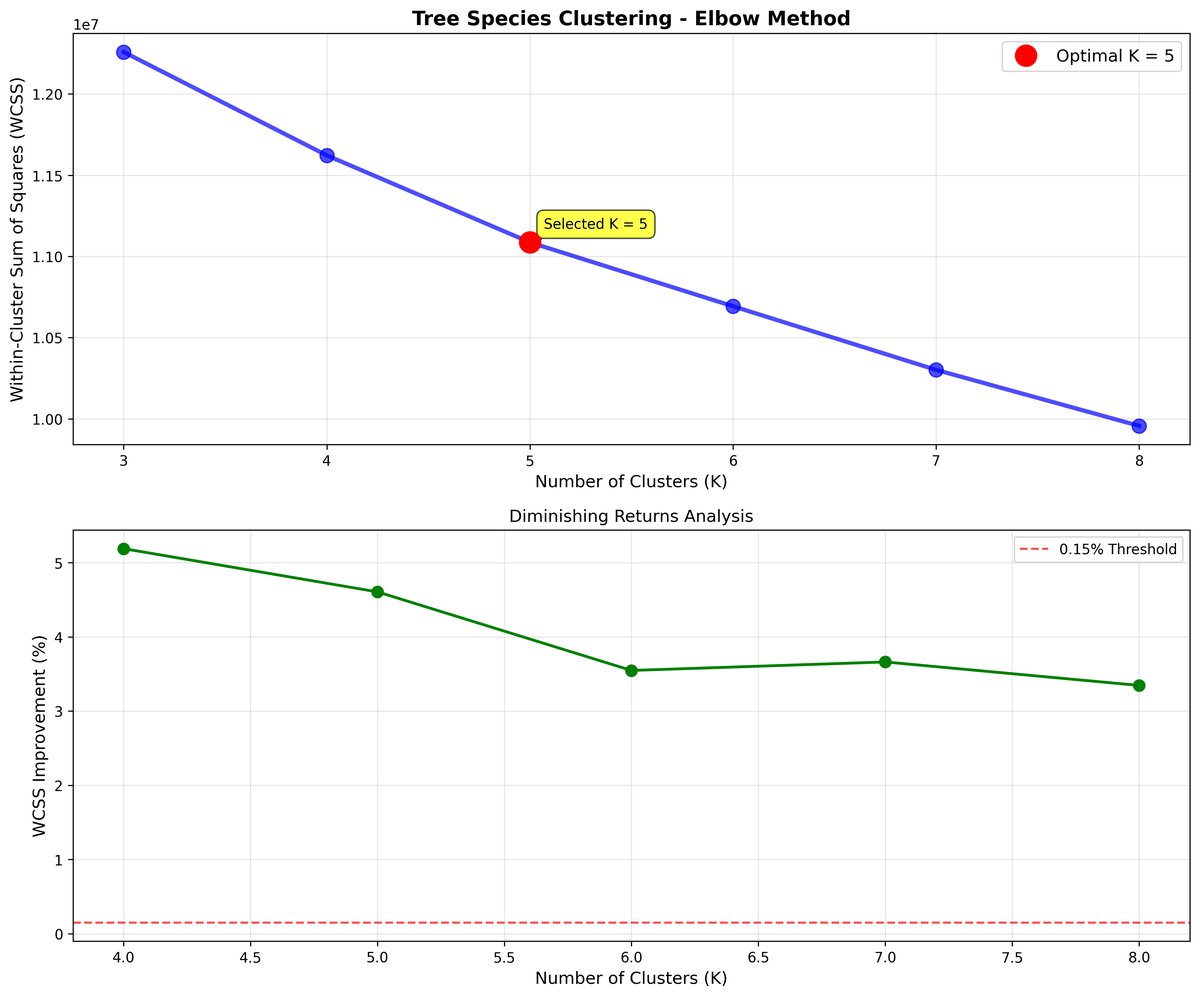 Tree Species Clustering - Elbow Method
1e7
Optimal K = 5
Within-Cluster Sum of Squares (WCSS)
1.20
1.15
1.10
1.05
1.00
Selected K = 5
3 4 5 6 7 8
Number of Clusters (K)
Diminishing Returns Analysis
0.15% Threshold
WCSS Improvement (%)
5
4
3
2
1
0
4.0 4.5 5.0 5.5 6.0 6.5 7.0 7.5 8.0
Number of Clusters (K)